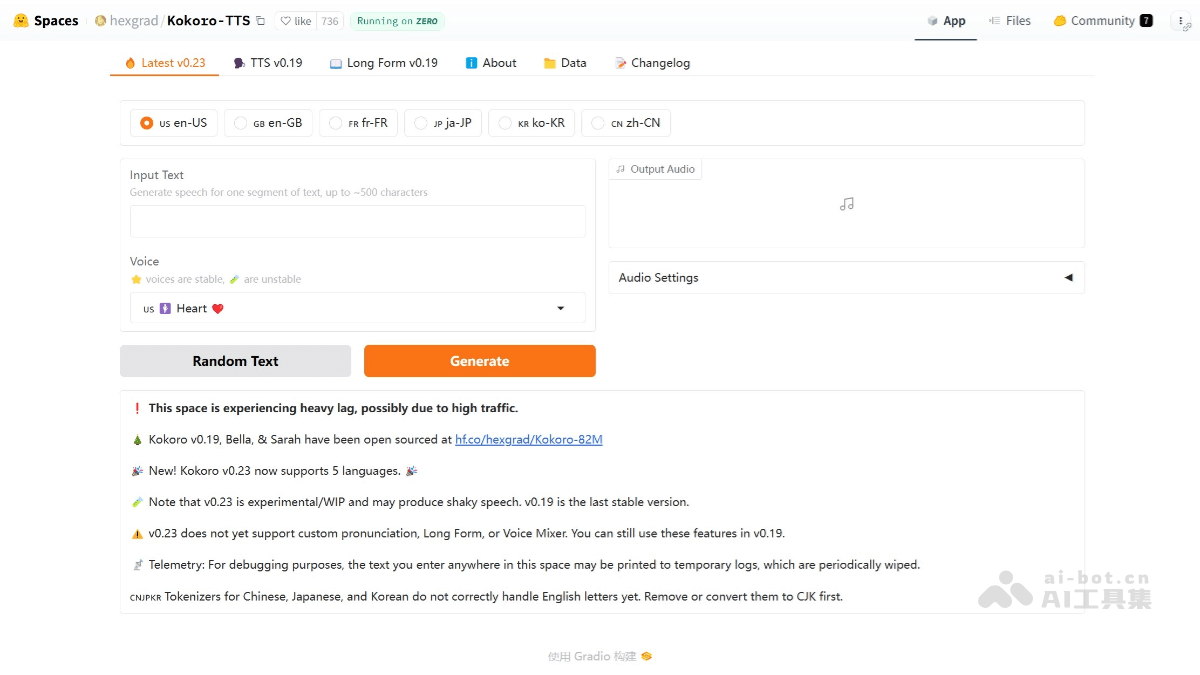 Spaces hexgrad/Kokoro-TTS like 736 Running on ZERO App Files Community 7
Latest v0.23 TTS v0.19 Long Form v0.19 About Data Changelog
US en-US GB en-GB FR fr-FR JP ja-JP KR ko-KR CN zh-CN
Input Text
Generate speech for one segment of text, up to ~500 characters
Voice
⭐ voices are stable, 🧪 are unstable
US 🚺 Heart ❤️
Random Text Generate
Output Audio
Audio Settings
❗ This space is experiencing heavy lag, possibly due to high traffic.
🎄 Kokoro v0.19, Bella, & Sarah have been open sourced at hf.co/hexgrad/Kokoro-82M
🎉 New! Kokoro v0.23 now supports 5 languages. 🎉
🧪 Note that v0.23 is experimental/WIP and may produce shaky speech. v0.19 is the last stable version.
⚠️ v0.23 does not yet support custom pronunciation, Long Form, or Voice Mixer. You can still use these features in v0.19.
📡 Telemetry: For debugging purposes, the text you enter anywhere in this space may be printed to temporary logs, which are periodically wiped.
CNJPKR Tokenizers for Chinese, Japanese, and Korean do not correctly handle English letters yet. Remove or convert them to CJK first.
ai-bot.cn
AI工具集
使用 Gradio 构建